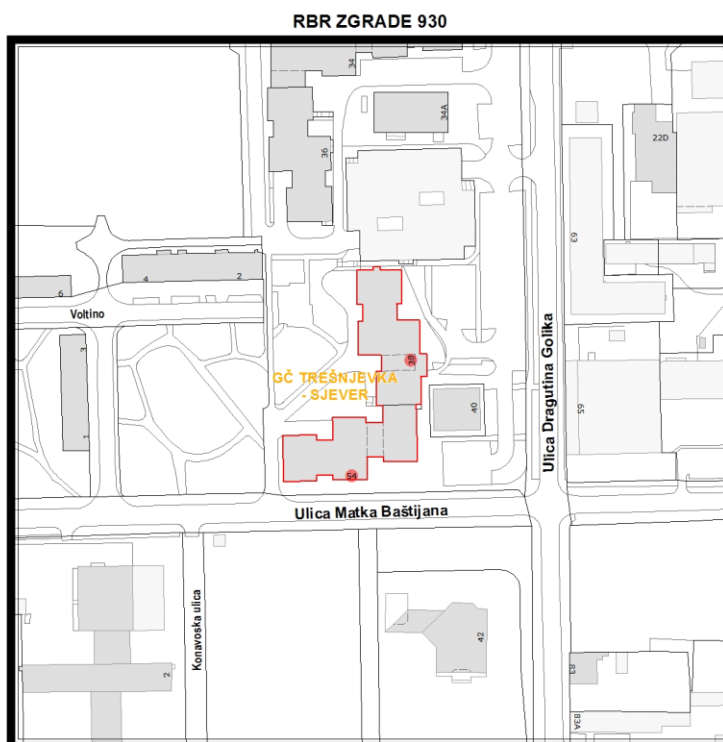 RBR ZGRADE 930
34
34A
36
22D
63
4
2
6
Voltino
Ulica Dragutina Golika
3
38
GČ TREŠNJEVKA
- SJEVER
40
65
1
54
Ulica Matka Baštijana
Konavoska ulica
42
2
83
83A